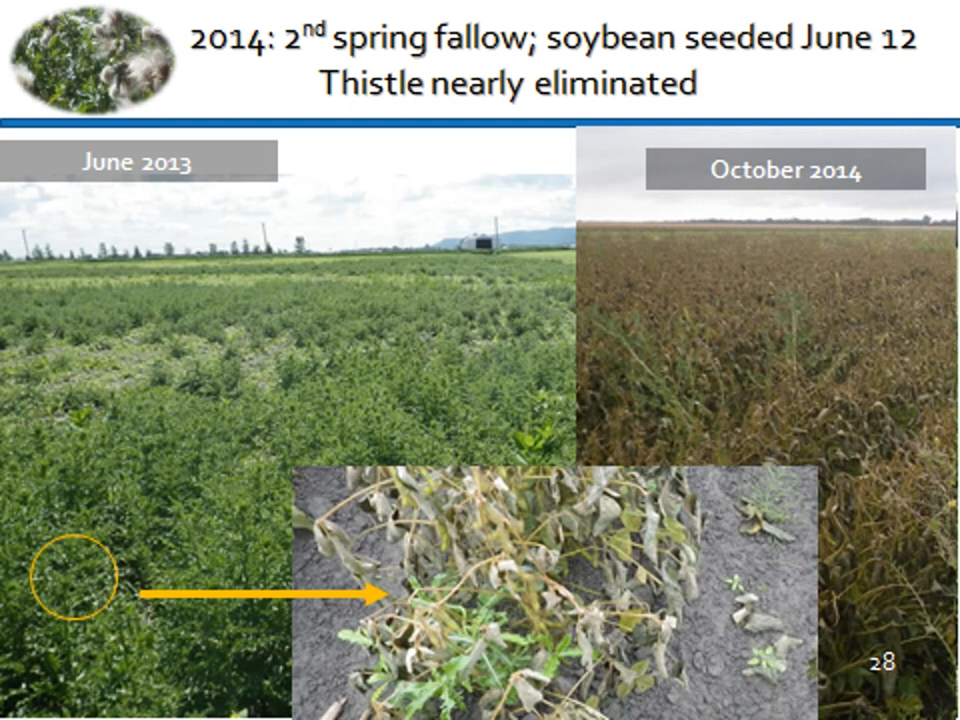 2014: 2nd spring fallow; soybean seeded June 12
Thistle nearly eliminated
June 2013
October 2014
28